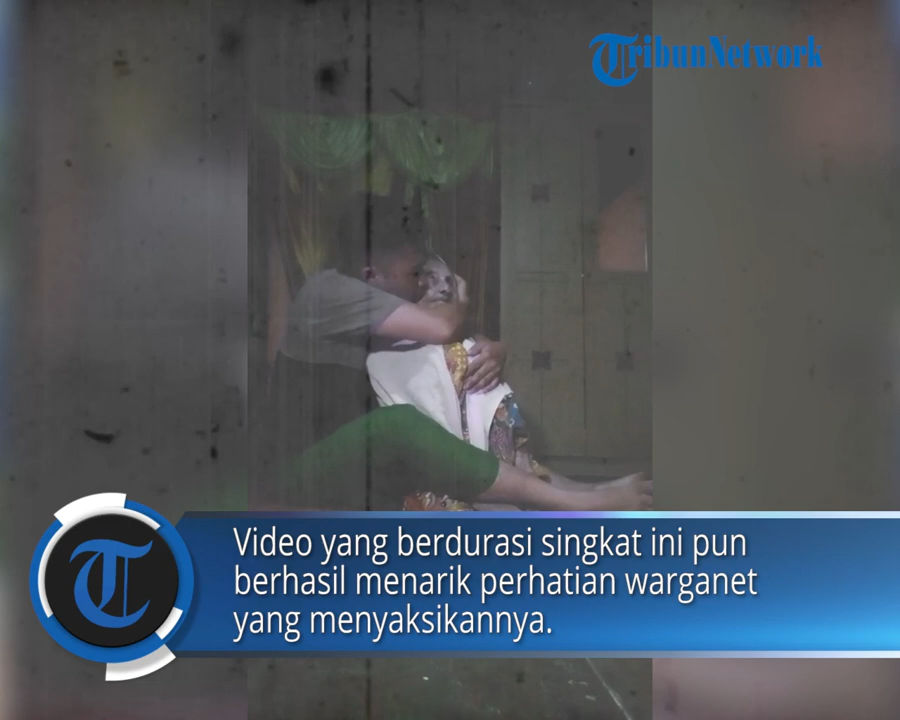 TribunNetwork
T
Video yang berdurasi singkat ini pun
berhasil menarik perhatian warganet
yang menyaksikannya.